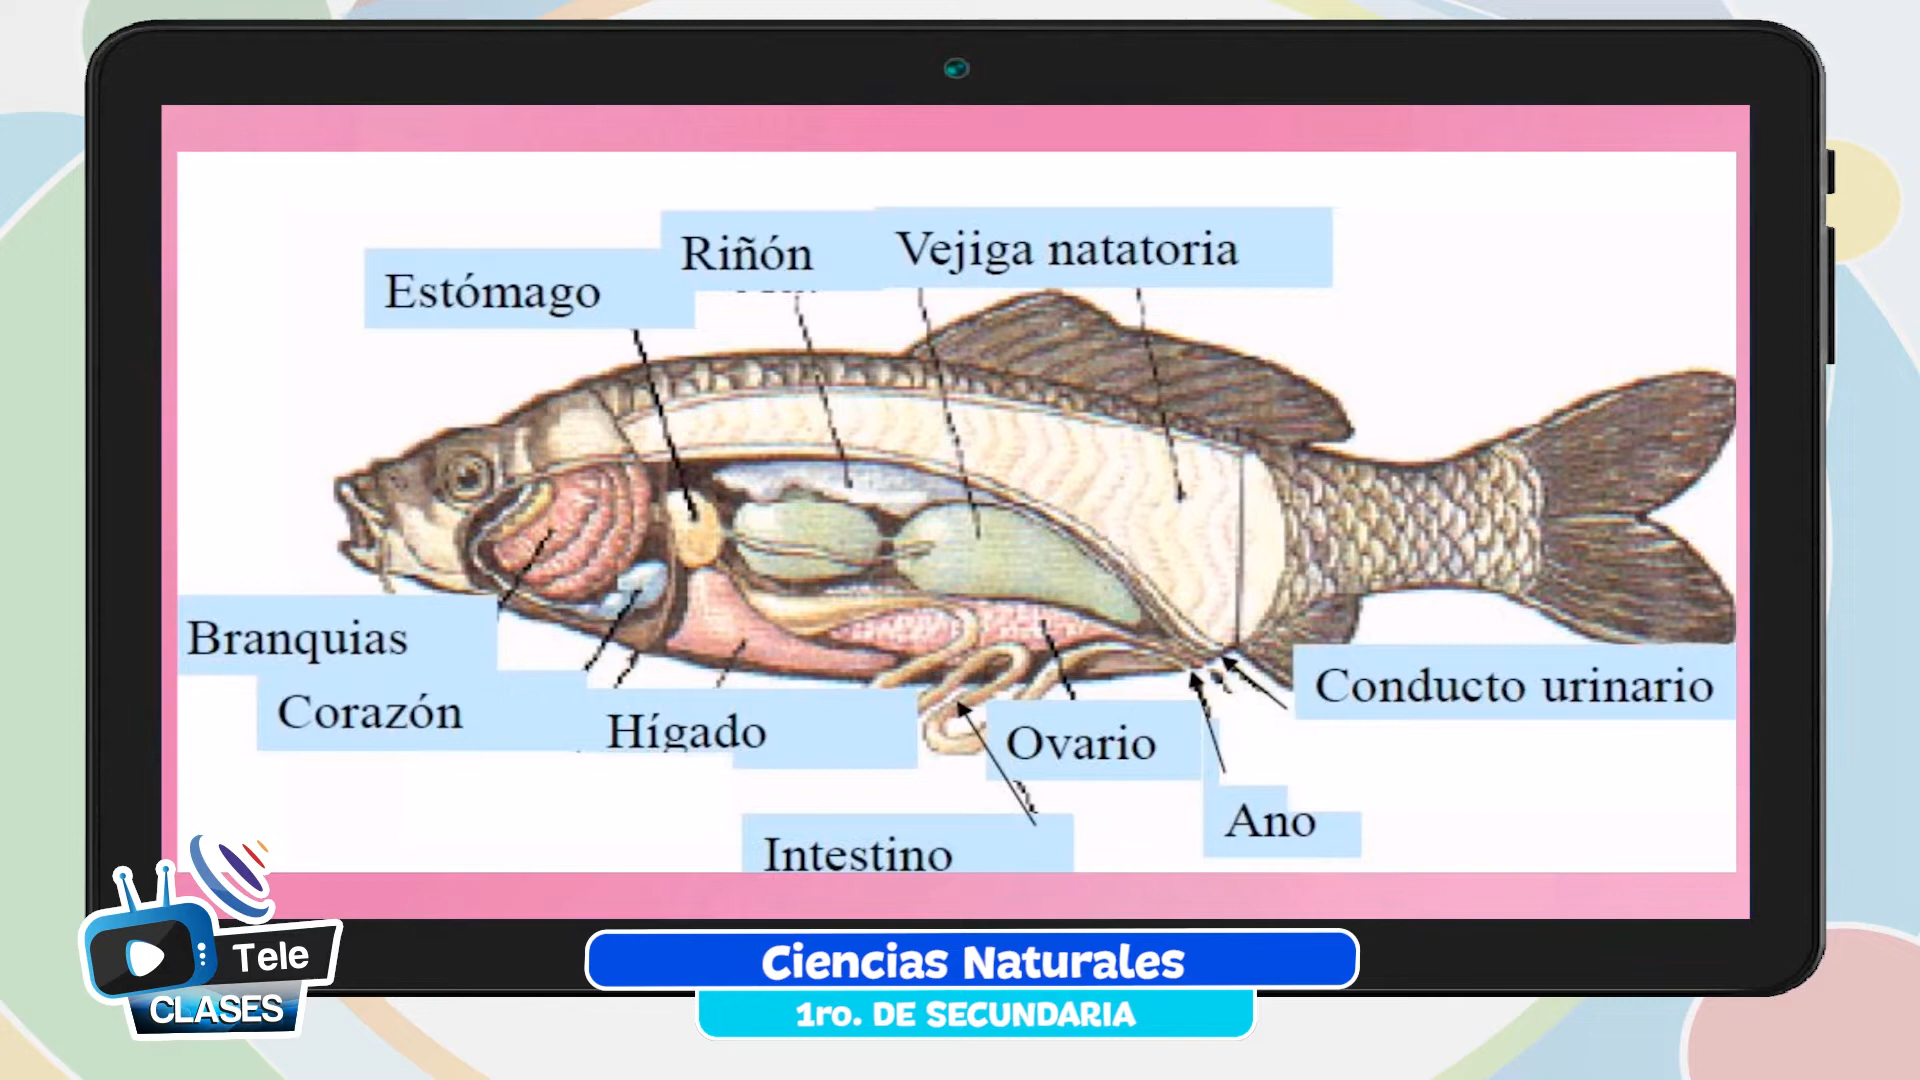 Riñón
Vejiga natatoria
Estómago
Branquias
Conducto urinario
Corazón
Hígado
Ovario
Ano
Intestino
Tele
CLASES
Ciencias Naturales
1ro. DE SECUNDARIA